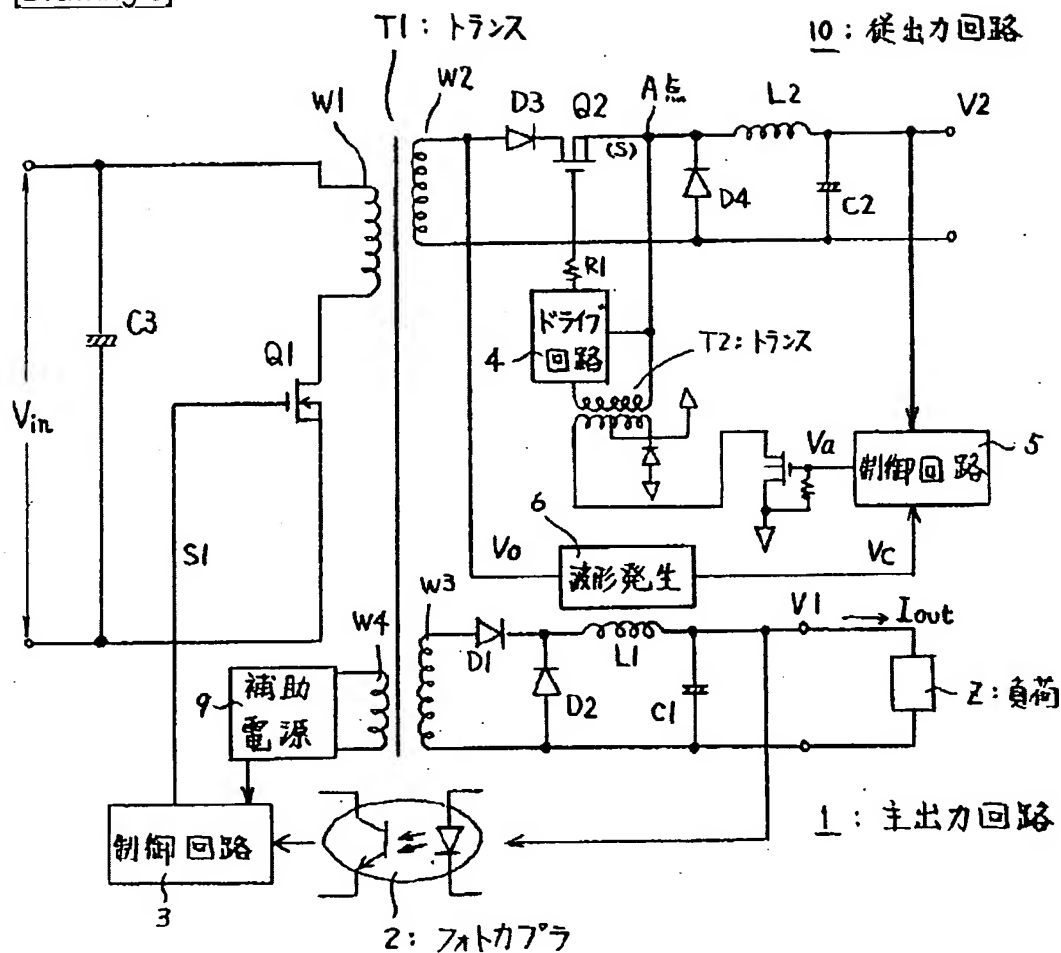 T1: トランス
10: 従出力回路
W1
W2
D3
Q2
A点
L2
V2
(S)
D4
C2
R1
C3
ドライブ
回路
4
T2: トランス
Q1
Vin
Va
制御回路
5
S1
6
Vo
波形発生
Vc
W3
V1
Iout
W4
D1
L1
9
補助
電源
D2
C1
Z: 負荷
1: 主出力回路
制御回路
3
2: フォトカプラ